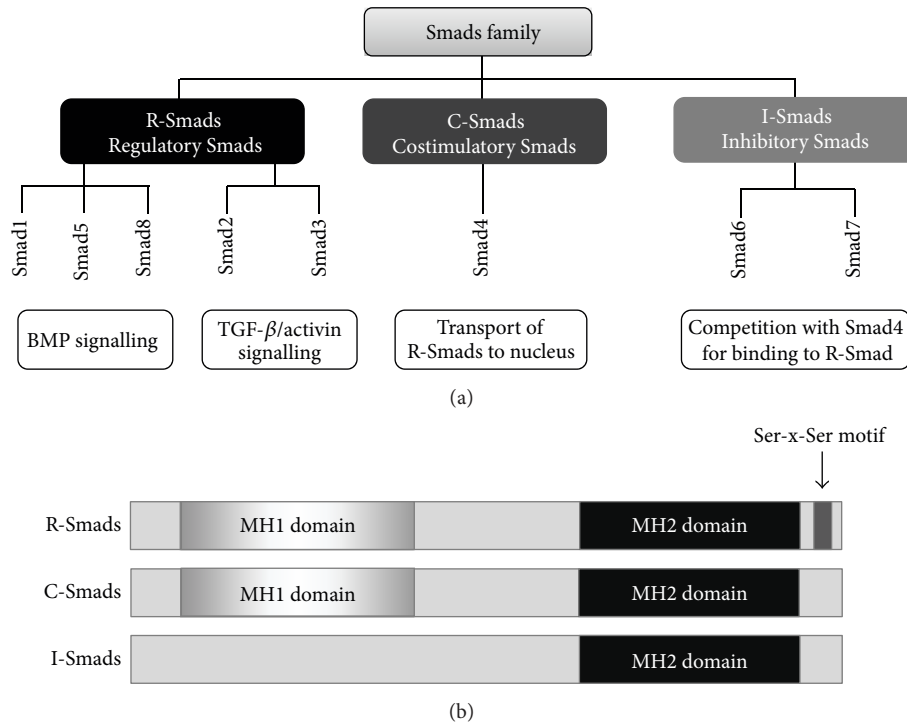 Smads family
R-Smads
Regulatory Smads
C-Smads
Costimulatory Smads
I-Smads
Inhibitory Smads
Smad1
Smad5
Smad8
Smad2
Smad3
Smad4
Smad6
Smad7
BMP signalling
TGF-β/activin
signalling
Transport of
R-Smads to nucleus
Competition with Smad4
for binding to R-Smad
(a)
Ser-x-Ser motif
R-Smads
MH1 domain
MH2 domain
C-Smads
MH1 domain
MH2 domain
I-Smads
MH2 domain
(b)